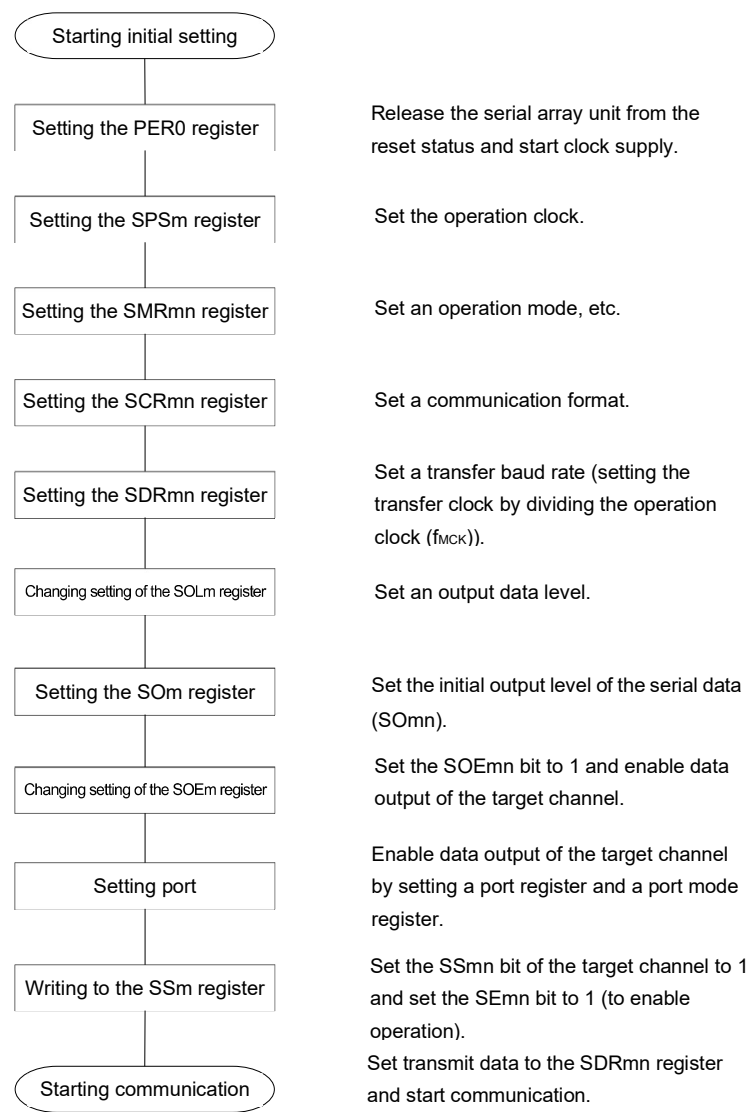 Starting initial setting
Setting the PER0 register
Release the serial array unit from the
reset status and start clock supply.
Setting the SPSm register
Set the operation clock.
Setting the SMRmn register
Set an operation mode, etc.
Setting the SCRmn register
Set a communication format.
Setting the SDRmn register
Set a transfer baud rate (setting the
transfer clock by dividing the operation
clock (fMCK)).
Changing setting of the SOLm register
Set an output data level.
Setting the SOm register
Set the initial output level of the serial data
(SOmn).
Changing setting of the SOEm register
Set the SOEmn bit to 1 and enable data
output of the target channel.
Setting port
Enable data output of the target channel
by setting a port register and a port mode
register.
Writing to the SSm register
Set the SSmn bit of the target channel to 1
and set the SEmn bit to 1 (to enable
operation).
Starting communication
Set transmit data to the SDRmn register
and start communication.